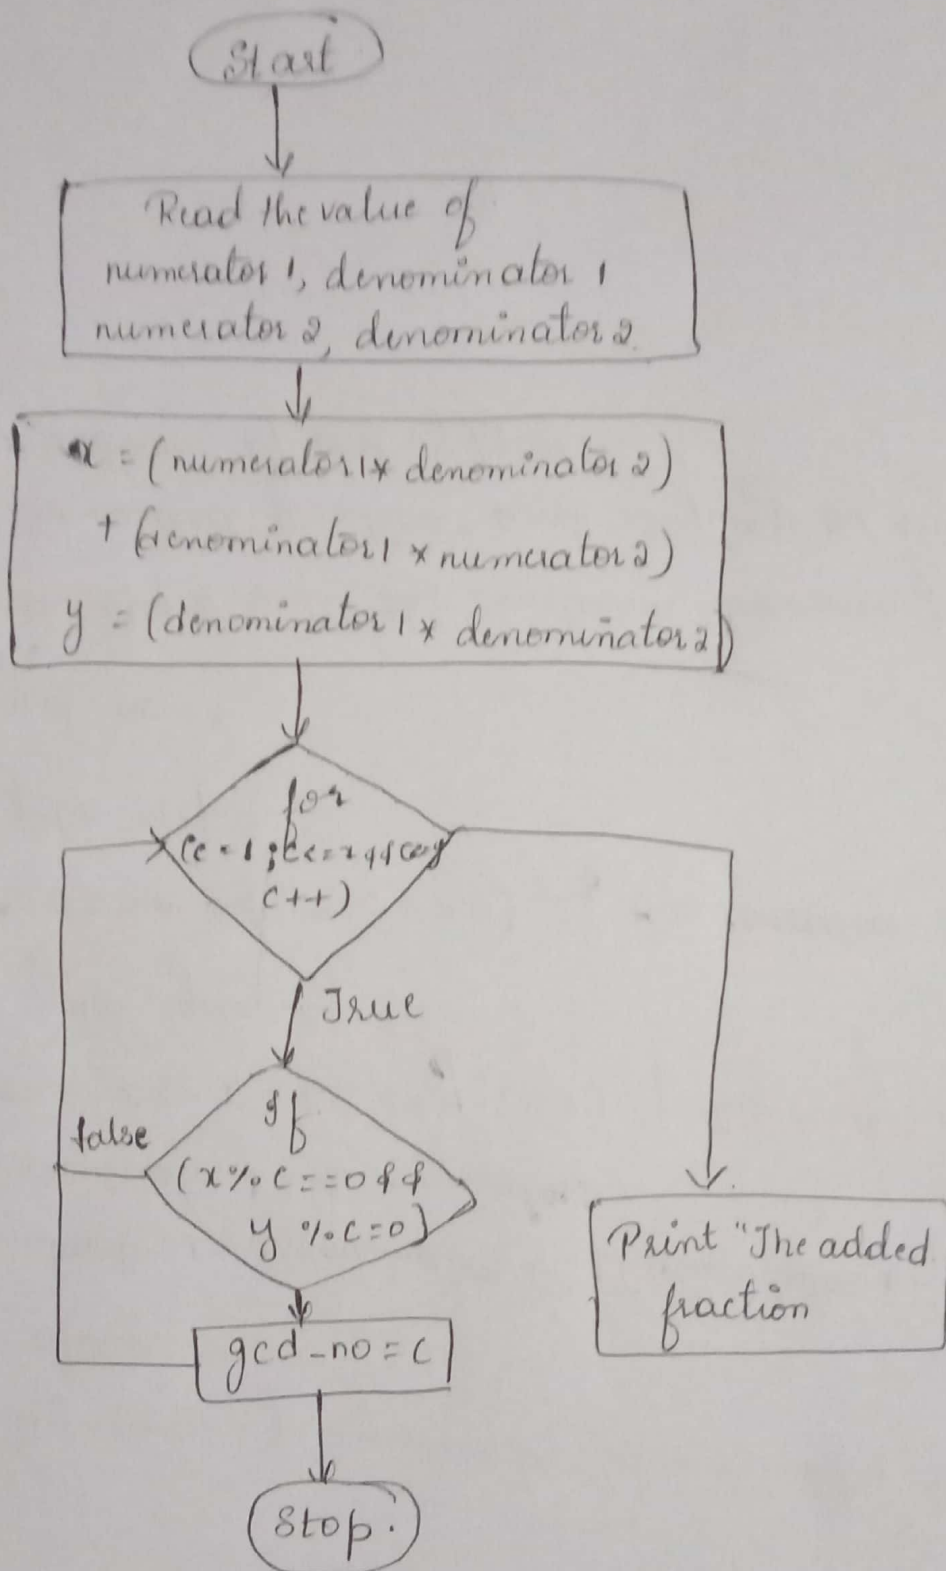 Start
Read the value of
numerator 1, denominator 1
numerator 2, denominator 2
x = (numerator1 * denominator 2)
+ (denominator1 * numerator 2)
y = (denominator 1 * denominator 2)
for
(c = 1;
c++)
True
If
false
(x%c==0 &&
y %c=0)
Print "The added
fraction
gcd_no = c
Stop.